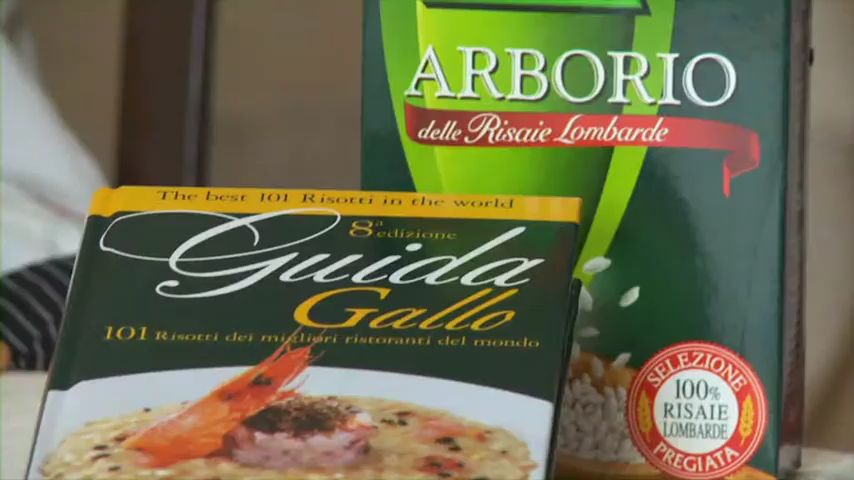 ARBORIO
delle Risaie Lombarde
The best 101 Risotti in the world
8a edizione
Guida
Gallo
101 Risotti dei migliori ristoranti del mondo
SELEZIONE
100%
RISAIE
LOMBARDE
PREGIATA